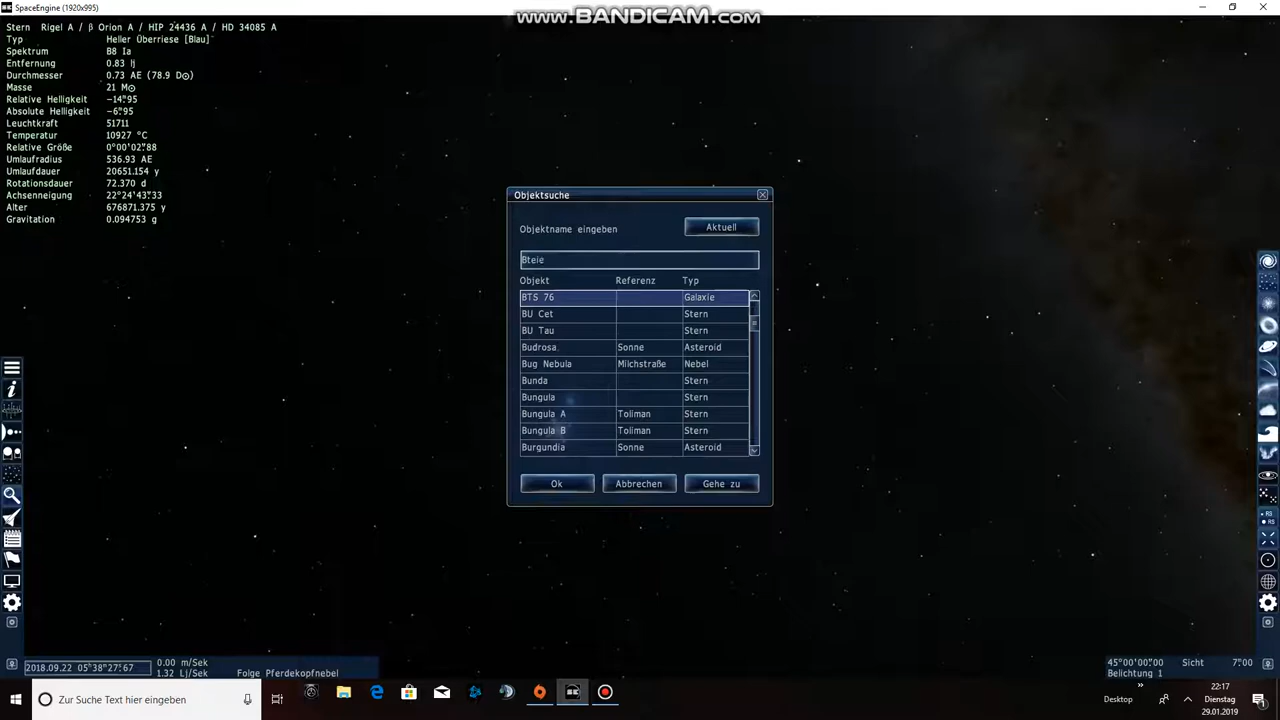 SpaceEngine (1920x995)
www.BANDICAM.com
Stern Rigel A / β Orion A / HIP 24436 A / HD 34085 A
Typ Heller Überriese [Blau]
Spektrum B8 Ia
Entfernung 0.83 lj
Durchmesser 0.73 AE (78.9 D⊙)
Masse 21 M⊙
Relative Helligkeit -14.95
Absolute Helligkeit -6.95
Leuchtkraft 51711
Temperatur 10927 °C
Relative Größe 0°00'02."88
Umlaufradius 536.93 AE
Umlaufdauer 20651.154 y
Rotationsdauer 72.370 d
Achsenneigung 22°24'43."33
Alter 676871.375 y
Gravitation 0.094753 g
Objektsuche
Objektname eingeben Aktuell
Bteie
Objekt Referenz Typ
BTS 76 Galaxie
BU Cet Stern
BU Tau Stern
Budrosa Sonne Asteroid
Bug Nebula Milchstraße Nebel
Bunda Stern
Bungula Stern
Bungula A Toliman Stern
Bungula B Toliman Stern
Burgundia Sonne Asteroid
Ok Abbrechen Gehe zu
2018.09.22 05:38:27.67
0.00 m/Sek
1.32 Lj/Sek Folge Pferdekopfnebel
45°00'00."00 Sicht 7.00
Belichtung 1
Zur Suche Text hier eingeben
Desktop
22:17
Dienstag
29.01.2019